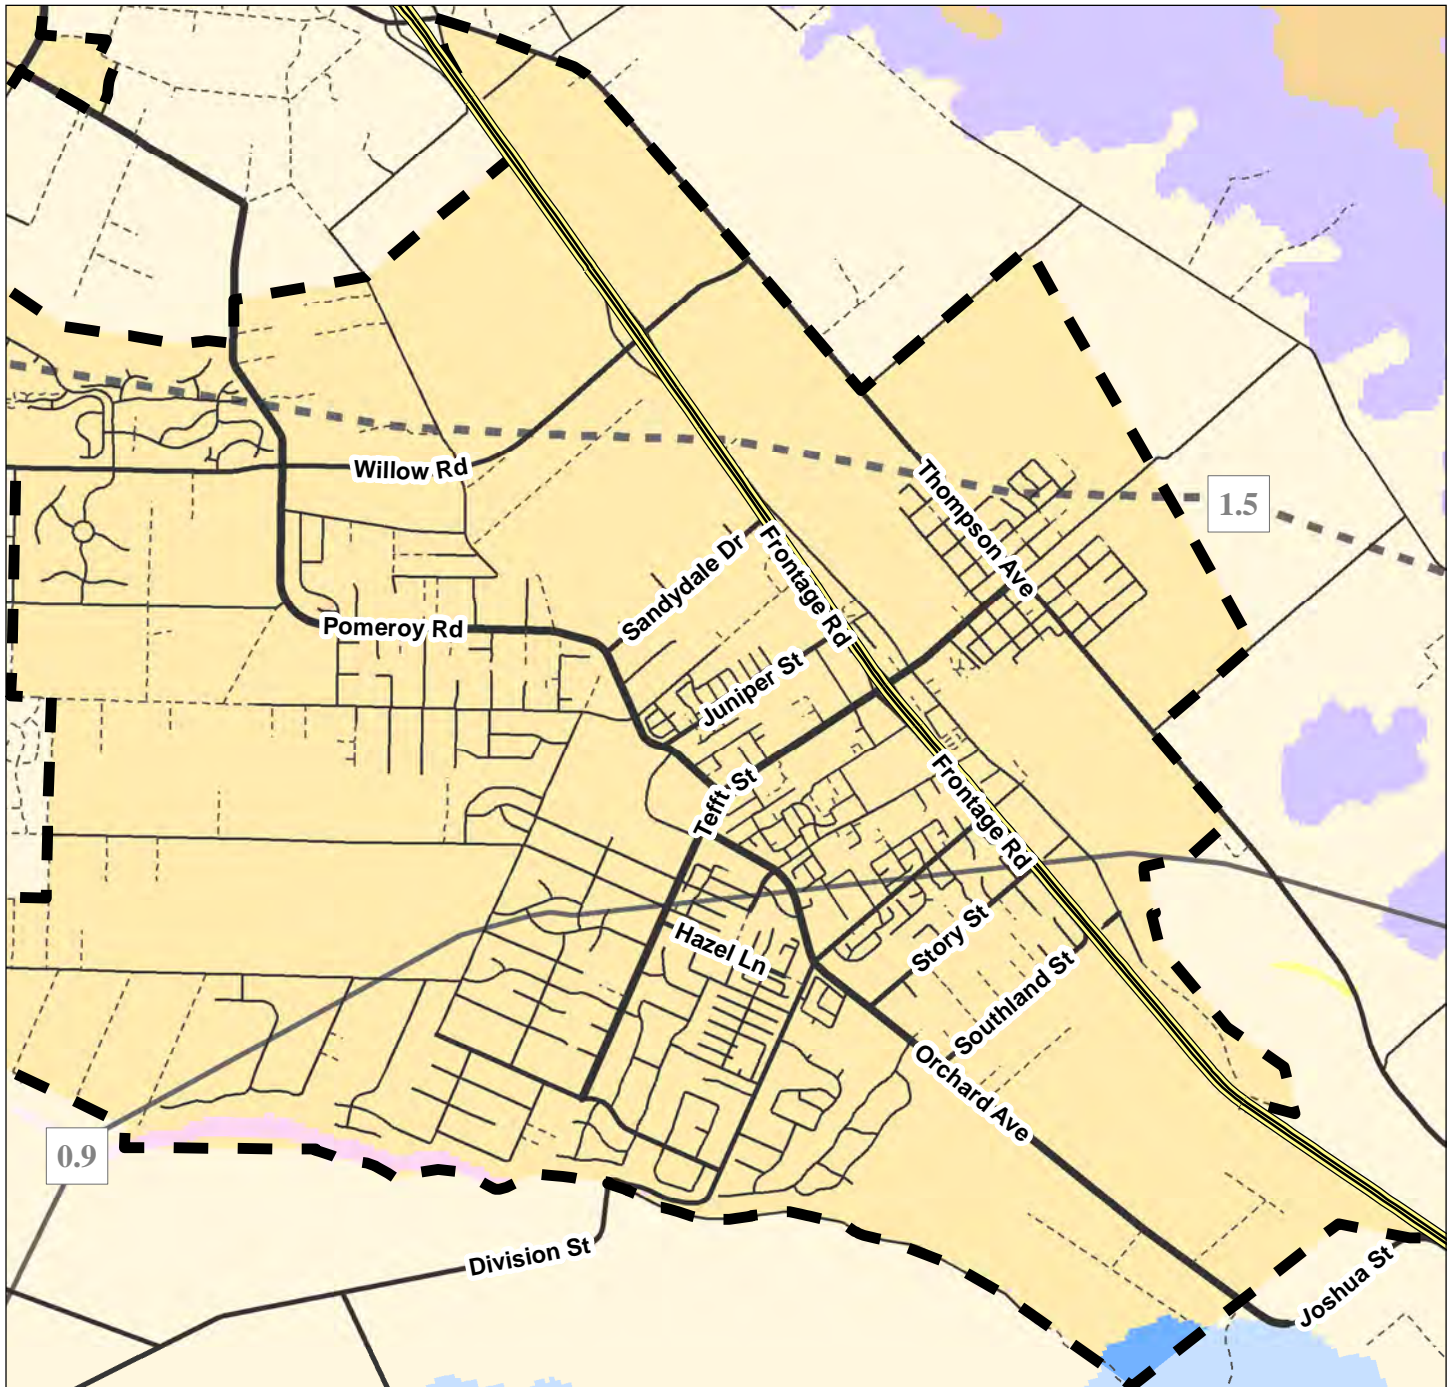 Willow Rd
Thompson Ave
1.5
Sandydale Dr
Frontage Rd
Pomeroy Rd
Juniper St
Tefft St
Frontage Rd
Hazel Ln
Story St
Southland St
Orchard Ave
0.9
Division St
Joshua St